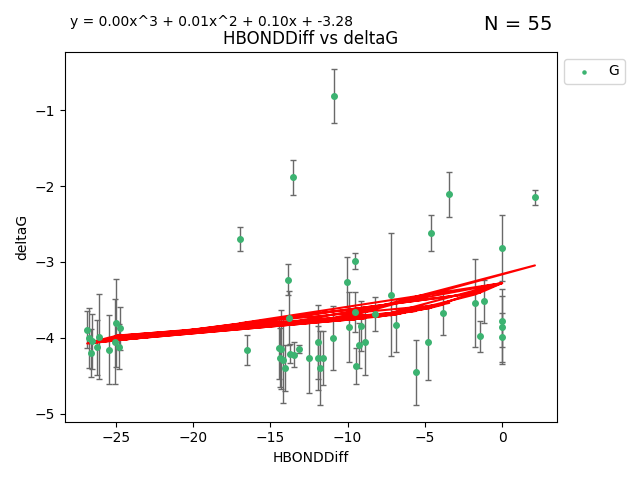 y = 0.00x^3 + 0.01x^2 + 0.10x + -3.28
N = 55
HBONDDiff vs deltaG
G
−1
−2
−3
−4
−5
deltaG
−25
−20
−15
−10
−5
0
HBONDDiff